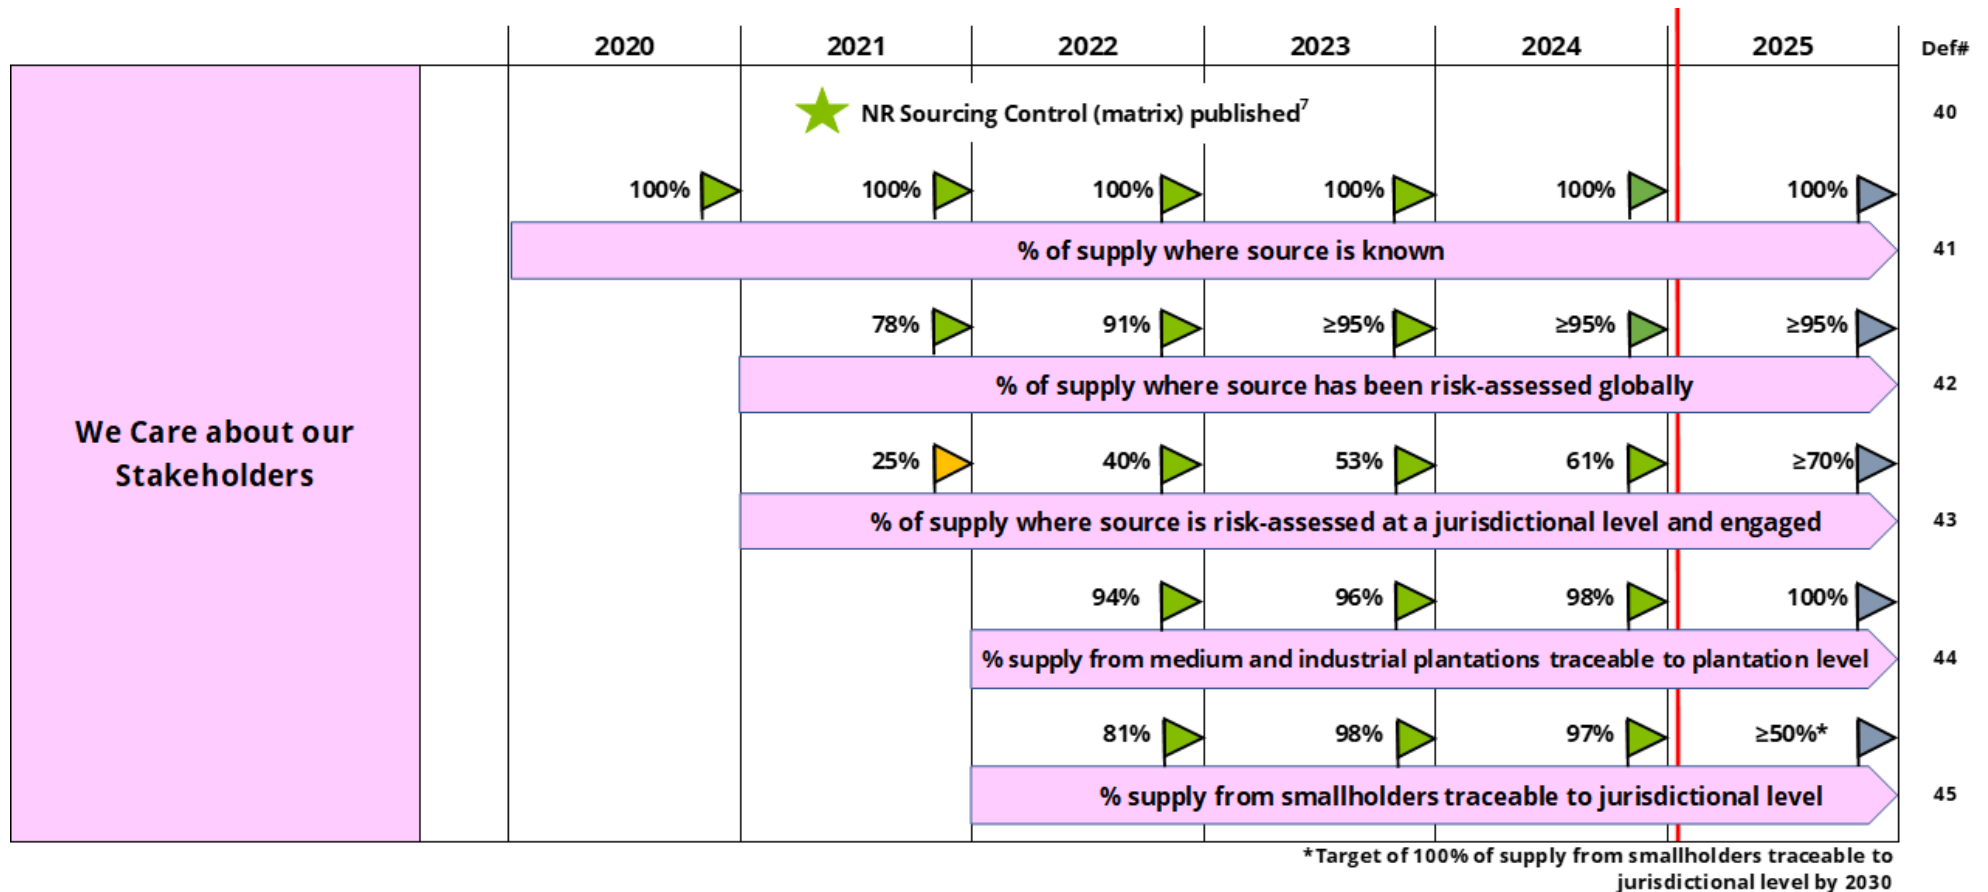 2020 2021 2022 2023 2024 2025 Def#
NR Sourcing Control (matrix) published7 40
100% 100% 100% 100% 100% 100%
% of supply where source is known 41
78% 91% ≥95% ≥95% ≥95%
% of supply where source has been risk-assessed globally 42
We Care about our
Stakeholders
25% 40% 53% 61% ≥70%
% of supply where source is risk-assessed at a jurisdictional level and engaged 43
94% 96% 98% 100%
% supply from medium and industrial plantations traceable to plantation level 44
81% 98% 97% ≥50%*
% supply from smallholders traceable to jurisdictional level 45
*Target of 100% of supply from smallholders traceable to
jurisdictional level by 2030